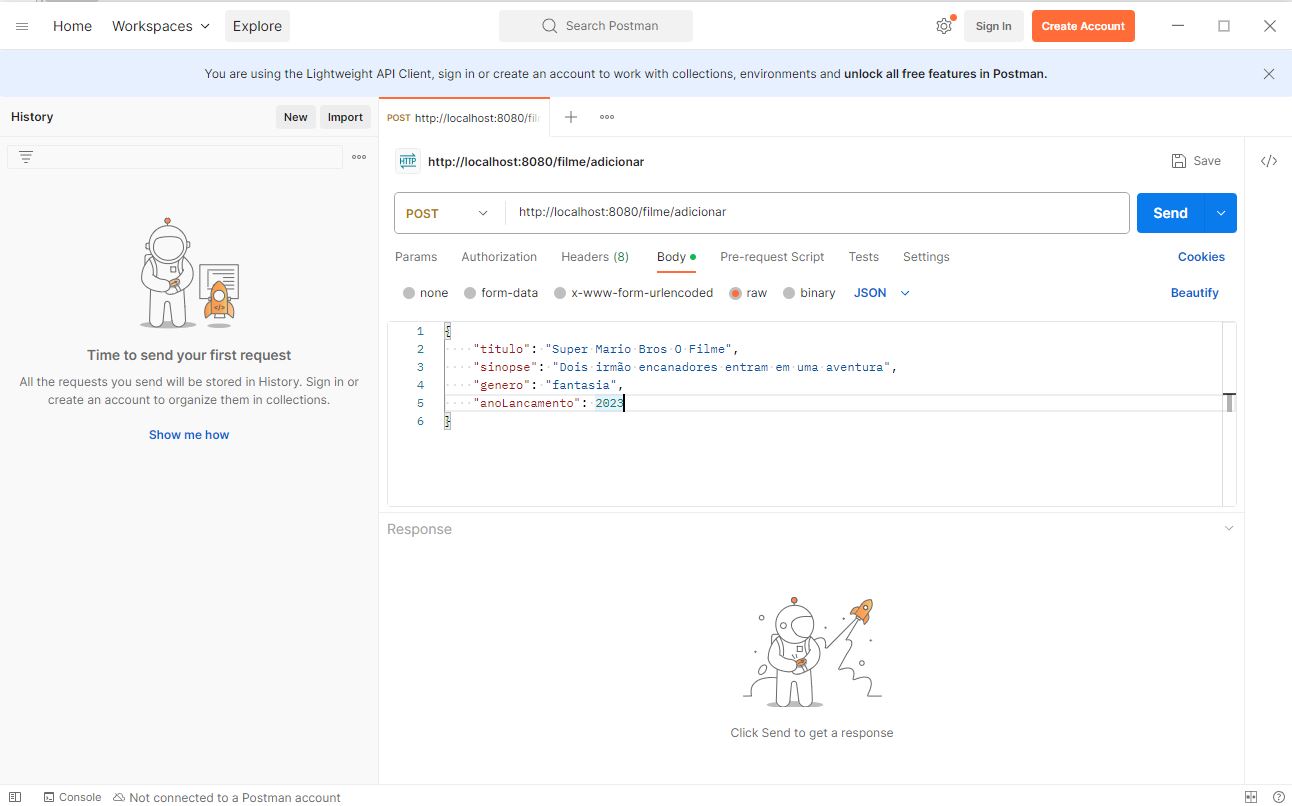 Home Workspaces Explore Search Postman Sign In Create Account
You are using the Lightweight API Client, sign in or create an account to work with collections, environments and unlock all free features in Postman.
History New Import
POST http://localhost:8080/fil
HTTP http://localhost:8080/filme/adicionar Save </>
POST http://localhost:8080/filme/adicionar Send
Params Authorization Headers (8) Body Pre-request Script Tests Settings Cookies
none form-data x-www-form-urlencoded raw binary JSON Beautify
1 {
2 "titulo": "Super Mario Bros O Filme",
3 "sinopse": "Dois irmão encanadores entram em uma aventura",
4 "genero": "fantasia",
5 "anoLancamento": 2023
6 }
Time to send your first request
All the requests you send will be stored in History. Sign in or
create an account to organize them in collections.
Show me how
Response
Click Send to get a response
Console Not connected to a Postman account